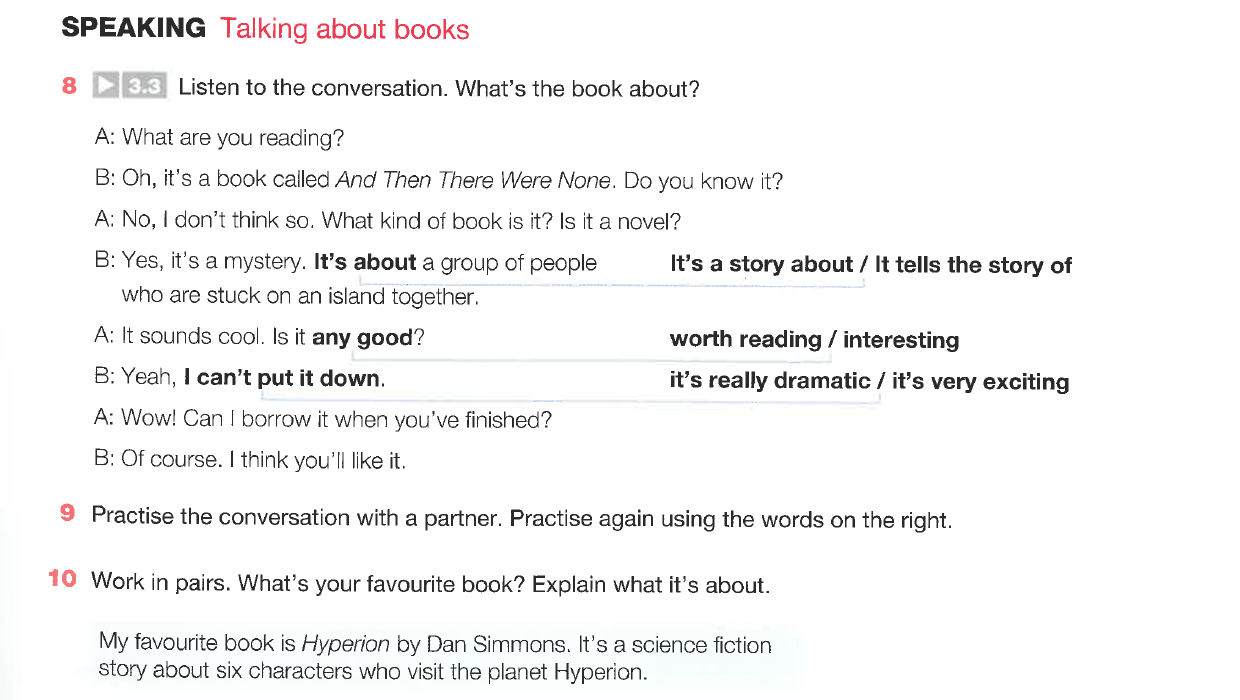 SPEAKING Talking about books
8 3.3 Listen to the conversation. What's the book about?
A: What are you reading?
B: Oh, it's a book called And Then There Were None. Do you know it?
A: No, I don't think so. What kind of book is it? Is it a novel?
B: Yes, it's a mystery. It's about a group of people It's a story about / It tells the story of
who are stuck on an island together.
A: It sounds cool. Is it any good? worth reading / interesting
B: Yeah, I can't put it down. it's really dramatic / it's very exciting
A: Wow! Can I borrow it when you've finished?
B: Of course. I think you'll like it.
9 Practise the conversation with a partner. Practise again using the words on the right.
10 Work in pairs. What's your favourite book? Explain what it's about.
My favourite book is Hyperion by Dan Simmons. It's a science fiction
story about six characters who visit the planet Hyperion.